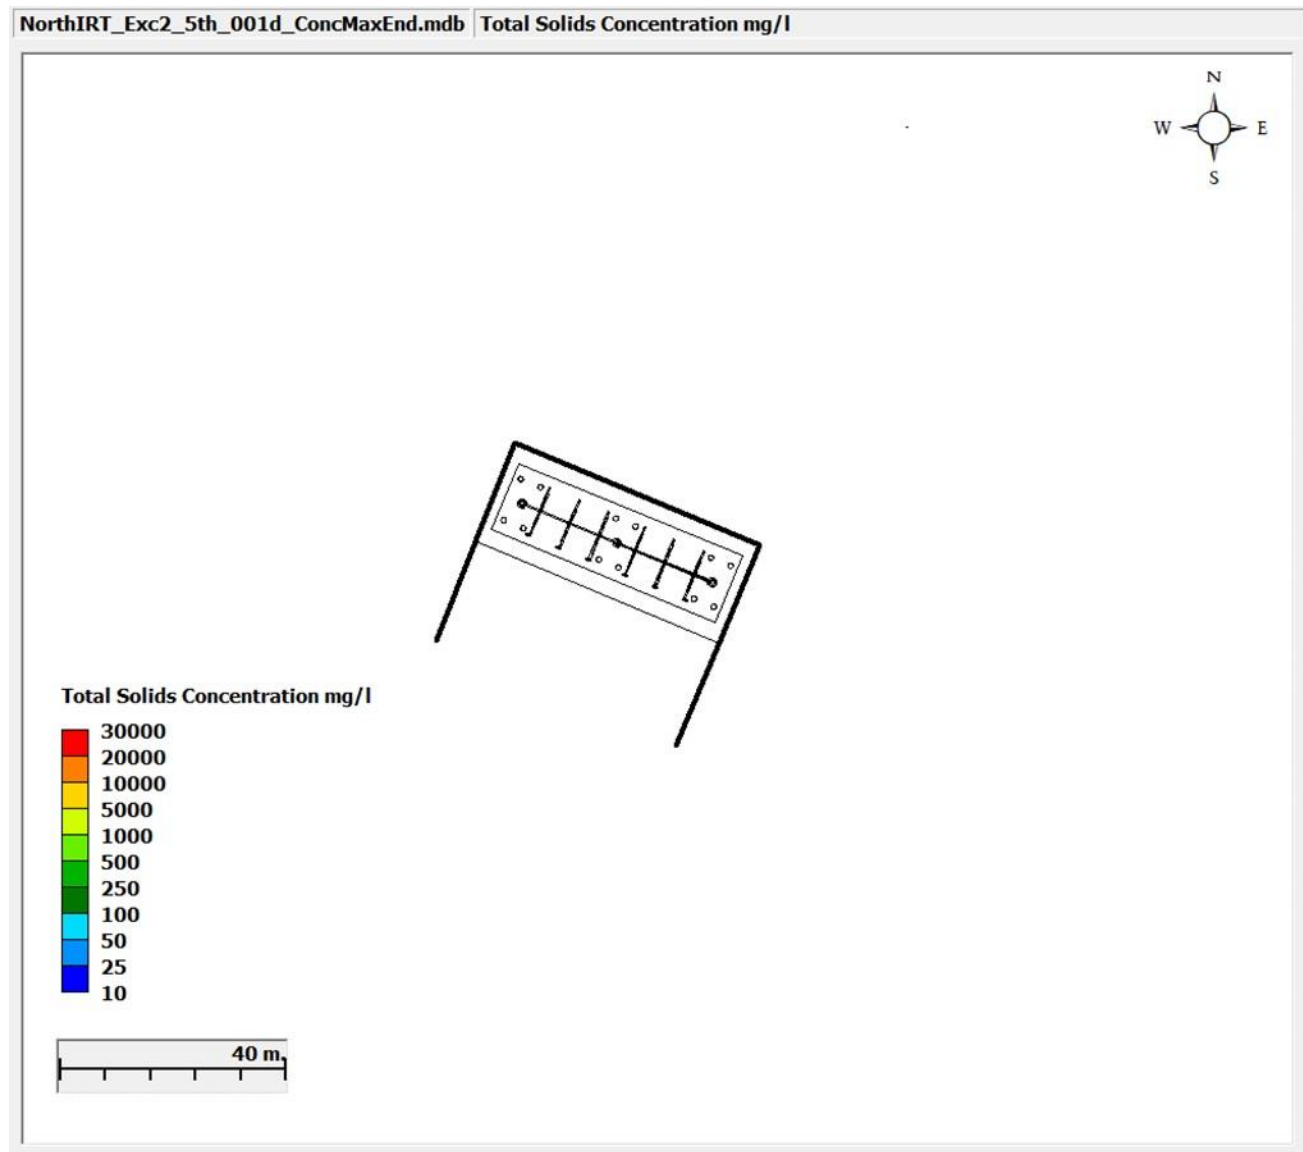 NorthIRT_Exc2_5th_001d_ConcMaxEnd.mdb Total Solids Concentration mg/l
N
W E
S
Total Solids Concentration mg/l
30000
20000
10000
5000
1000
500
250
100
50
25
10
40 m